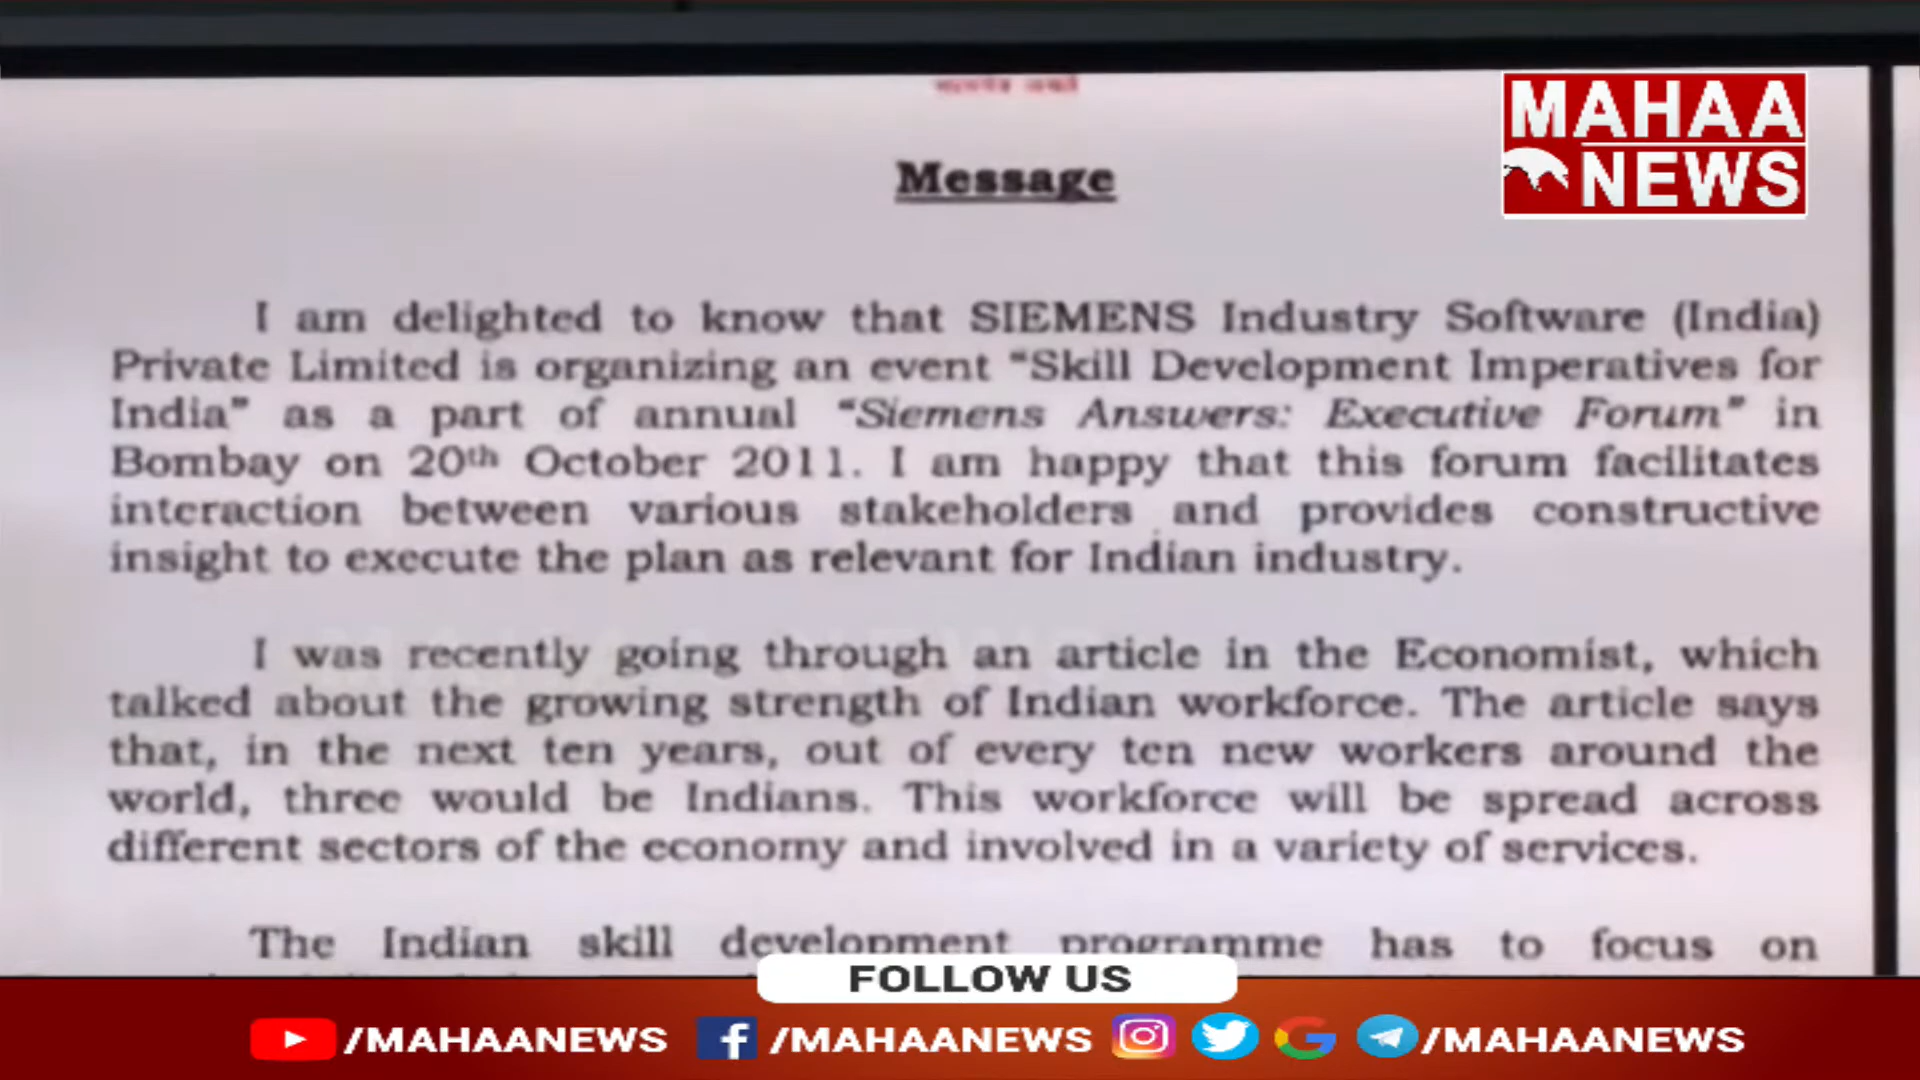 MAHAA
NEWS
Message
I am delighted to know that SIEMENS Industry Software (India)
Private Limited is organizing an event “Skill Development Imperatives for
India” as a part of annual “Siemens Answers: Executive Forum” in
Bombay on 20th October 2011. I am happy that this forum facilitates
interaction between various stakeholders and provides constructive
insight to execute the plan as relevant for Indian industry.
I was recently going through an article in the Economist, which
talked about the growing strength of Indian workforce. The article says
that, in the next ten years, out of every ten new workers around the
world, three would be Indians. This workforce will be spread across
different sectors of the economy and involved in a variety of services.
The Indian skill development programme has to focus on
FOLLOW US
/MAHAANEWS /MAHAANEWS /MAHAANEWS